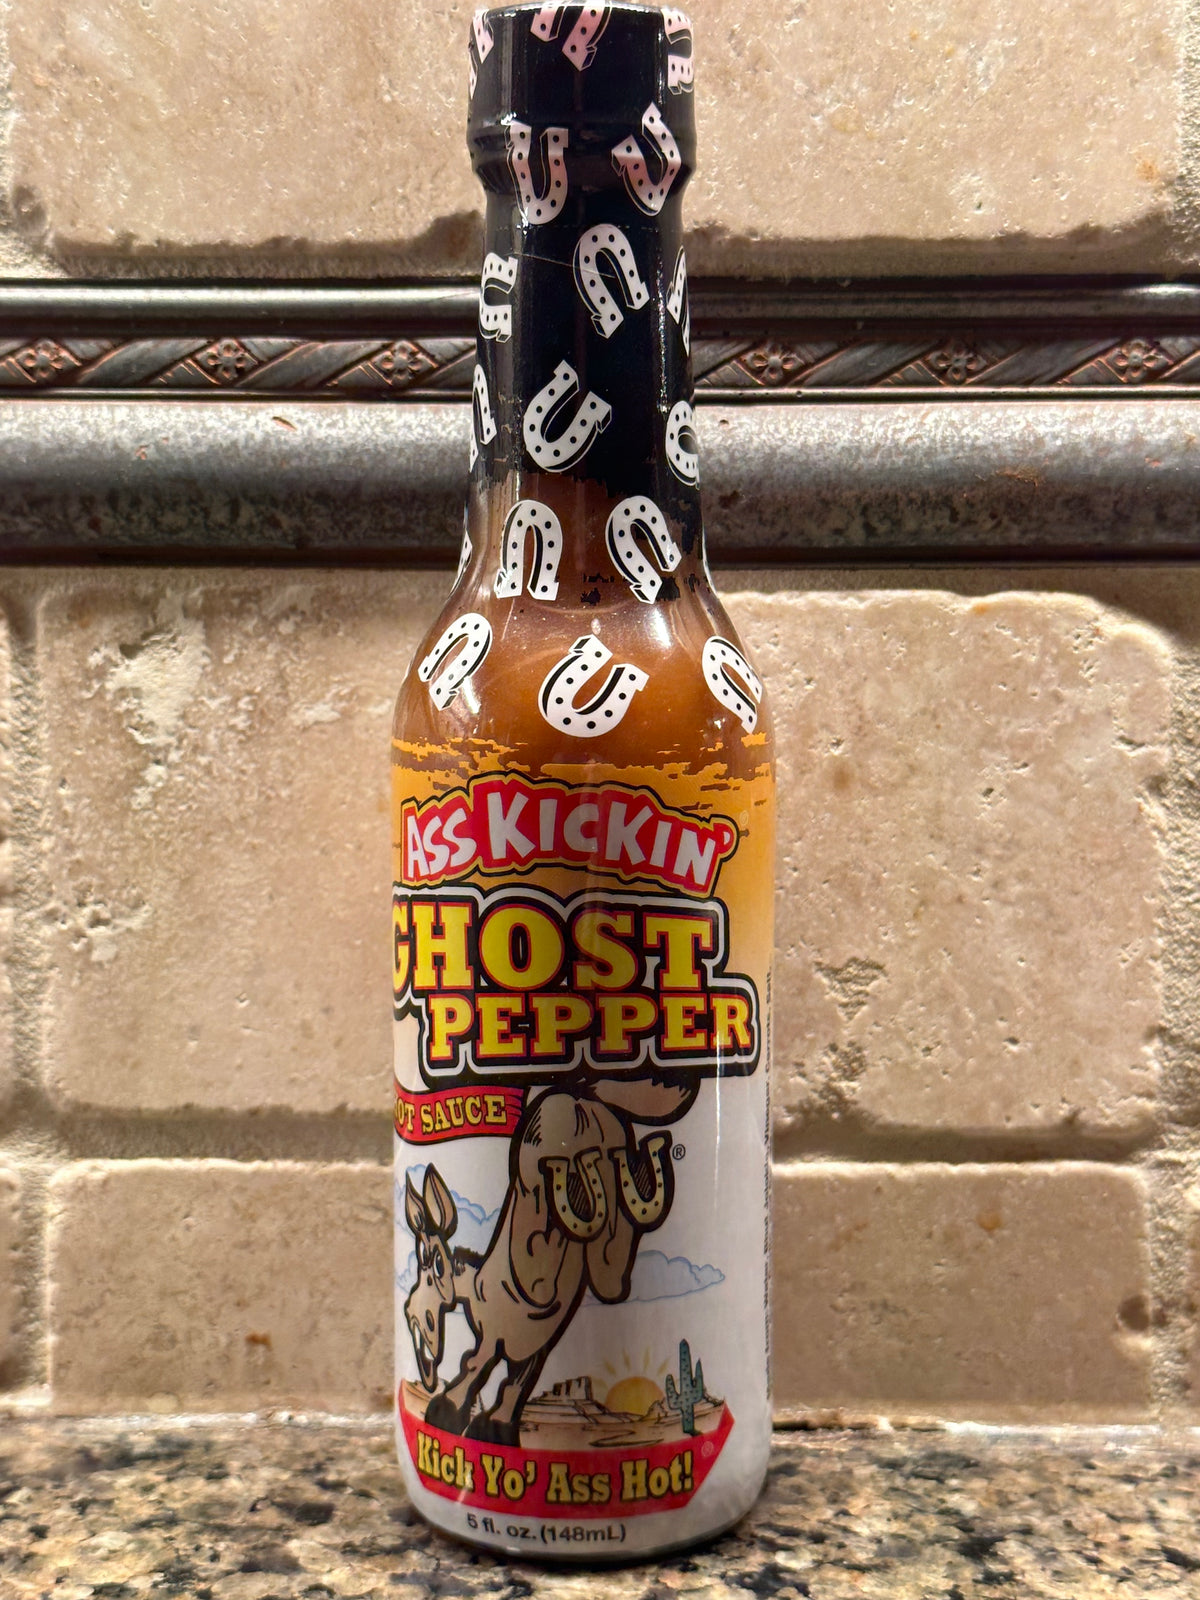 ASS KICKIN'
GHOST
PEPPER
HOT SAUCE
®
Kick Yo' Ass Hot!
®
5 fl. oz. (148mL)